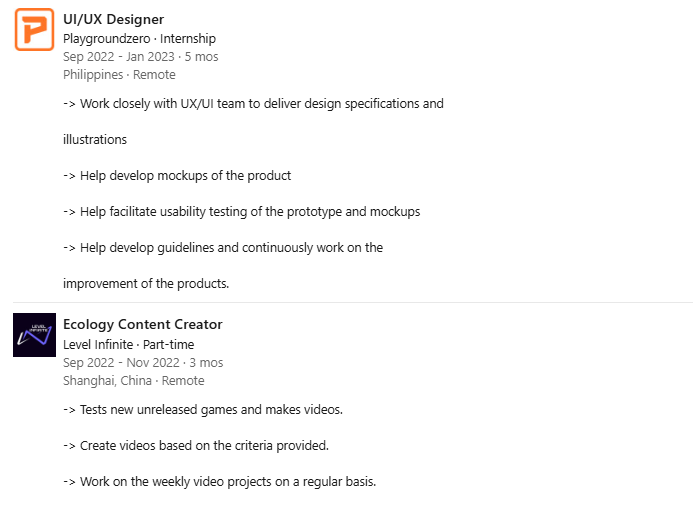 UI/UX Designer
Playgroundzero · Internship
Sep 2022 - Jan 2023 · 5 mos
Philippines · Remote
-> Work closely with UX/UI team to deliver design specifications and
illustrations
-> Help develop mockups of the product
-> Help facilitate usability testing of the prototype and mockups
-> Help develop guidelines and continuously work on the
improvement of the products.
LEVEL
INFINITE
Ecology Content Creator
Level Infinite · Part-time
Sep 2022 - Nov 2022 · 3 mos
Shanghai, China · Remote
-> Tests new unreleased games and makes videos.
-> Create videos based on the criteria provided.
-> Work on the weekly video projects on a regular basis.